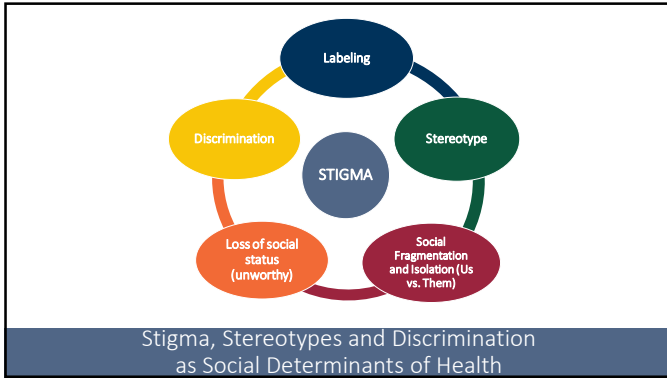 Labeling
Stereotype
Social
Fragmentation
and Isolation (Us
vs. Them)
Loss of social
status
(unworthy)
Discrimination
STIGMA
Stigma, Stereotypes and Discrimination
as Social Determinants of Health